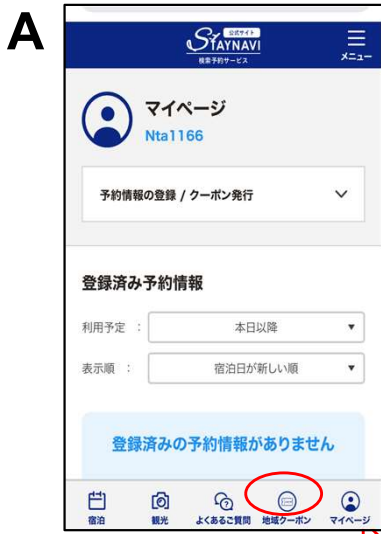 A
公式サイト
STAYNAVI
検索予約サービス
メニュー
マイページ
Nta1166
予約情報の登録 / クーポン発行
登録済み予約情報
利用予定 : 本日以降 ▼
表示順 : 宿泊日が新しい順 ▼
登録済みの予約情報がありません
宿泊 観光 よくあるご質問 地域クーポン マイページ